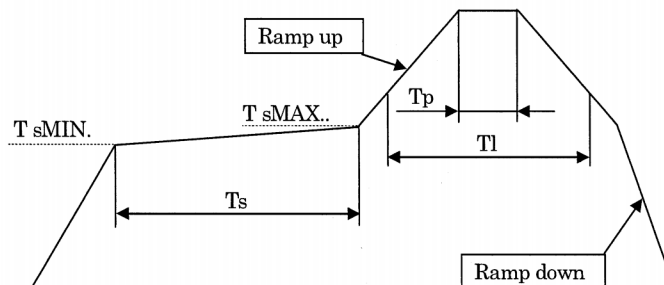 Ramp up
T sMAX..
T sMIN.
Tp
Tl
Ts
Ramp down